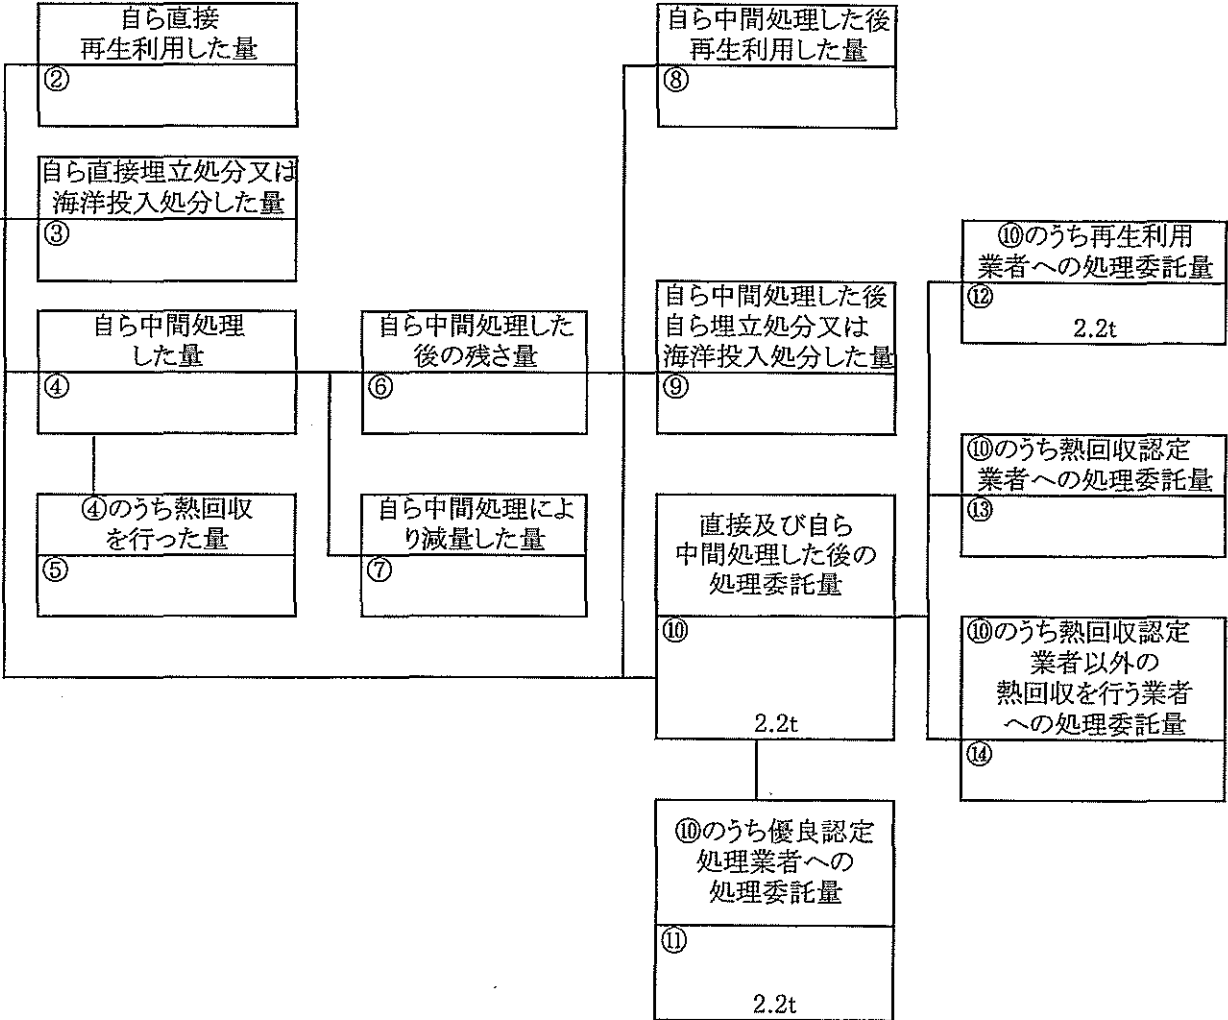 自ら直接
再生利用した量
②
自ら直接埋立処分又は
海洋投入処分した量
③
自ら中間処理
した量
④
④のうち熱回収
を行った量
⑤
自ら中間処理した
後の残さ量
⑥
自ら中間処理によ
り減量した量
⑦
自ら中間処理した後
再生利用した量
⑧
自ら中間処理した後
自ら埋立処分又は
海洋投入処分した量
⑨
直接及び自ら
中間処理した後の
処理委託量
⑩
2.2t
⑩のうち優良認定
処理業者への
処理委託量
⑪
2.2t
⑩のうち再生利用
業者への処理委託量
⑫
2.2t
⑩のうち熱回収認定
業者への処理委託量
⑬
⑩のうち熱回収認定
業者以外の
熱回収を行う業者
への処理委託量
⑭